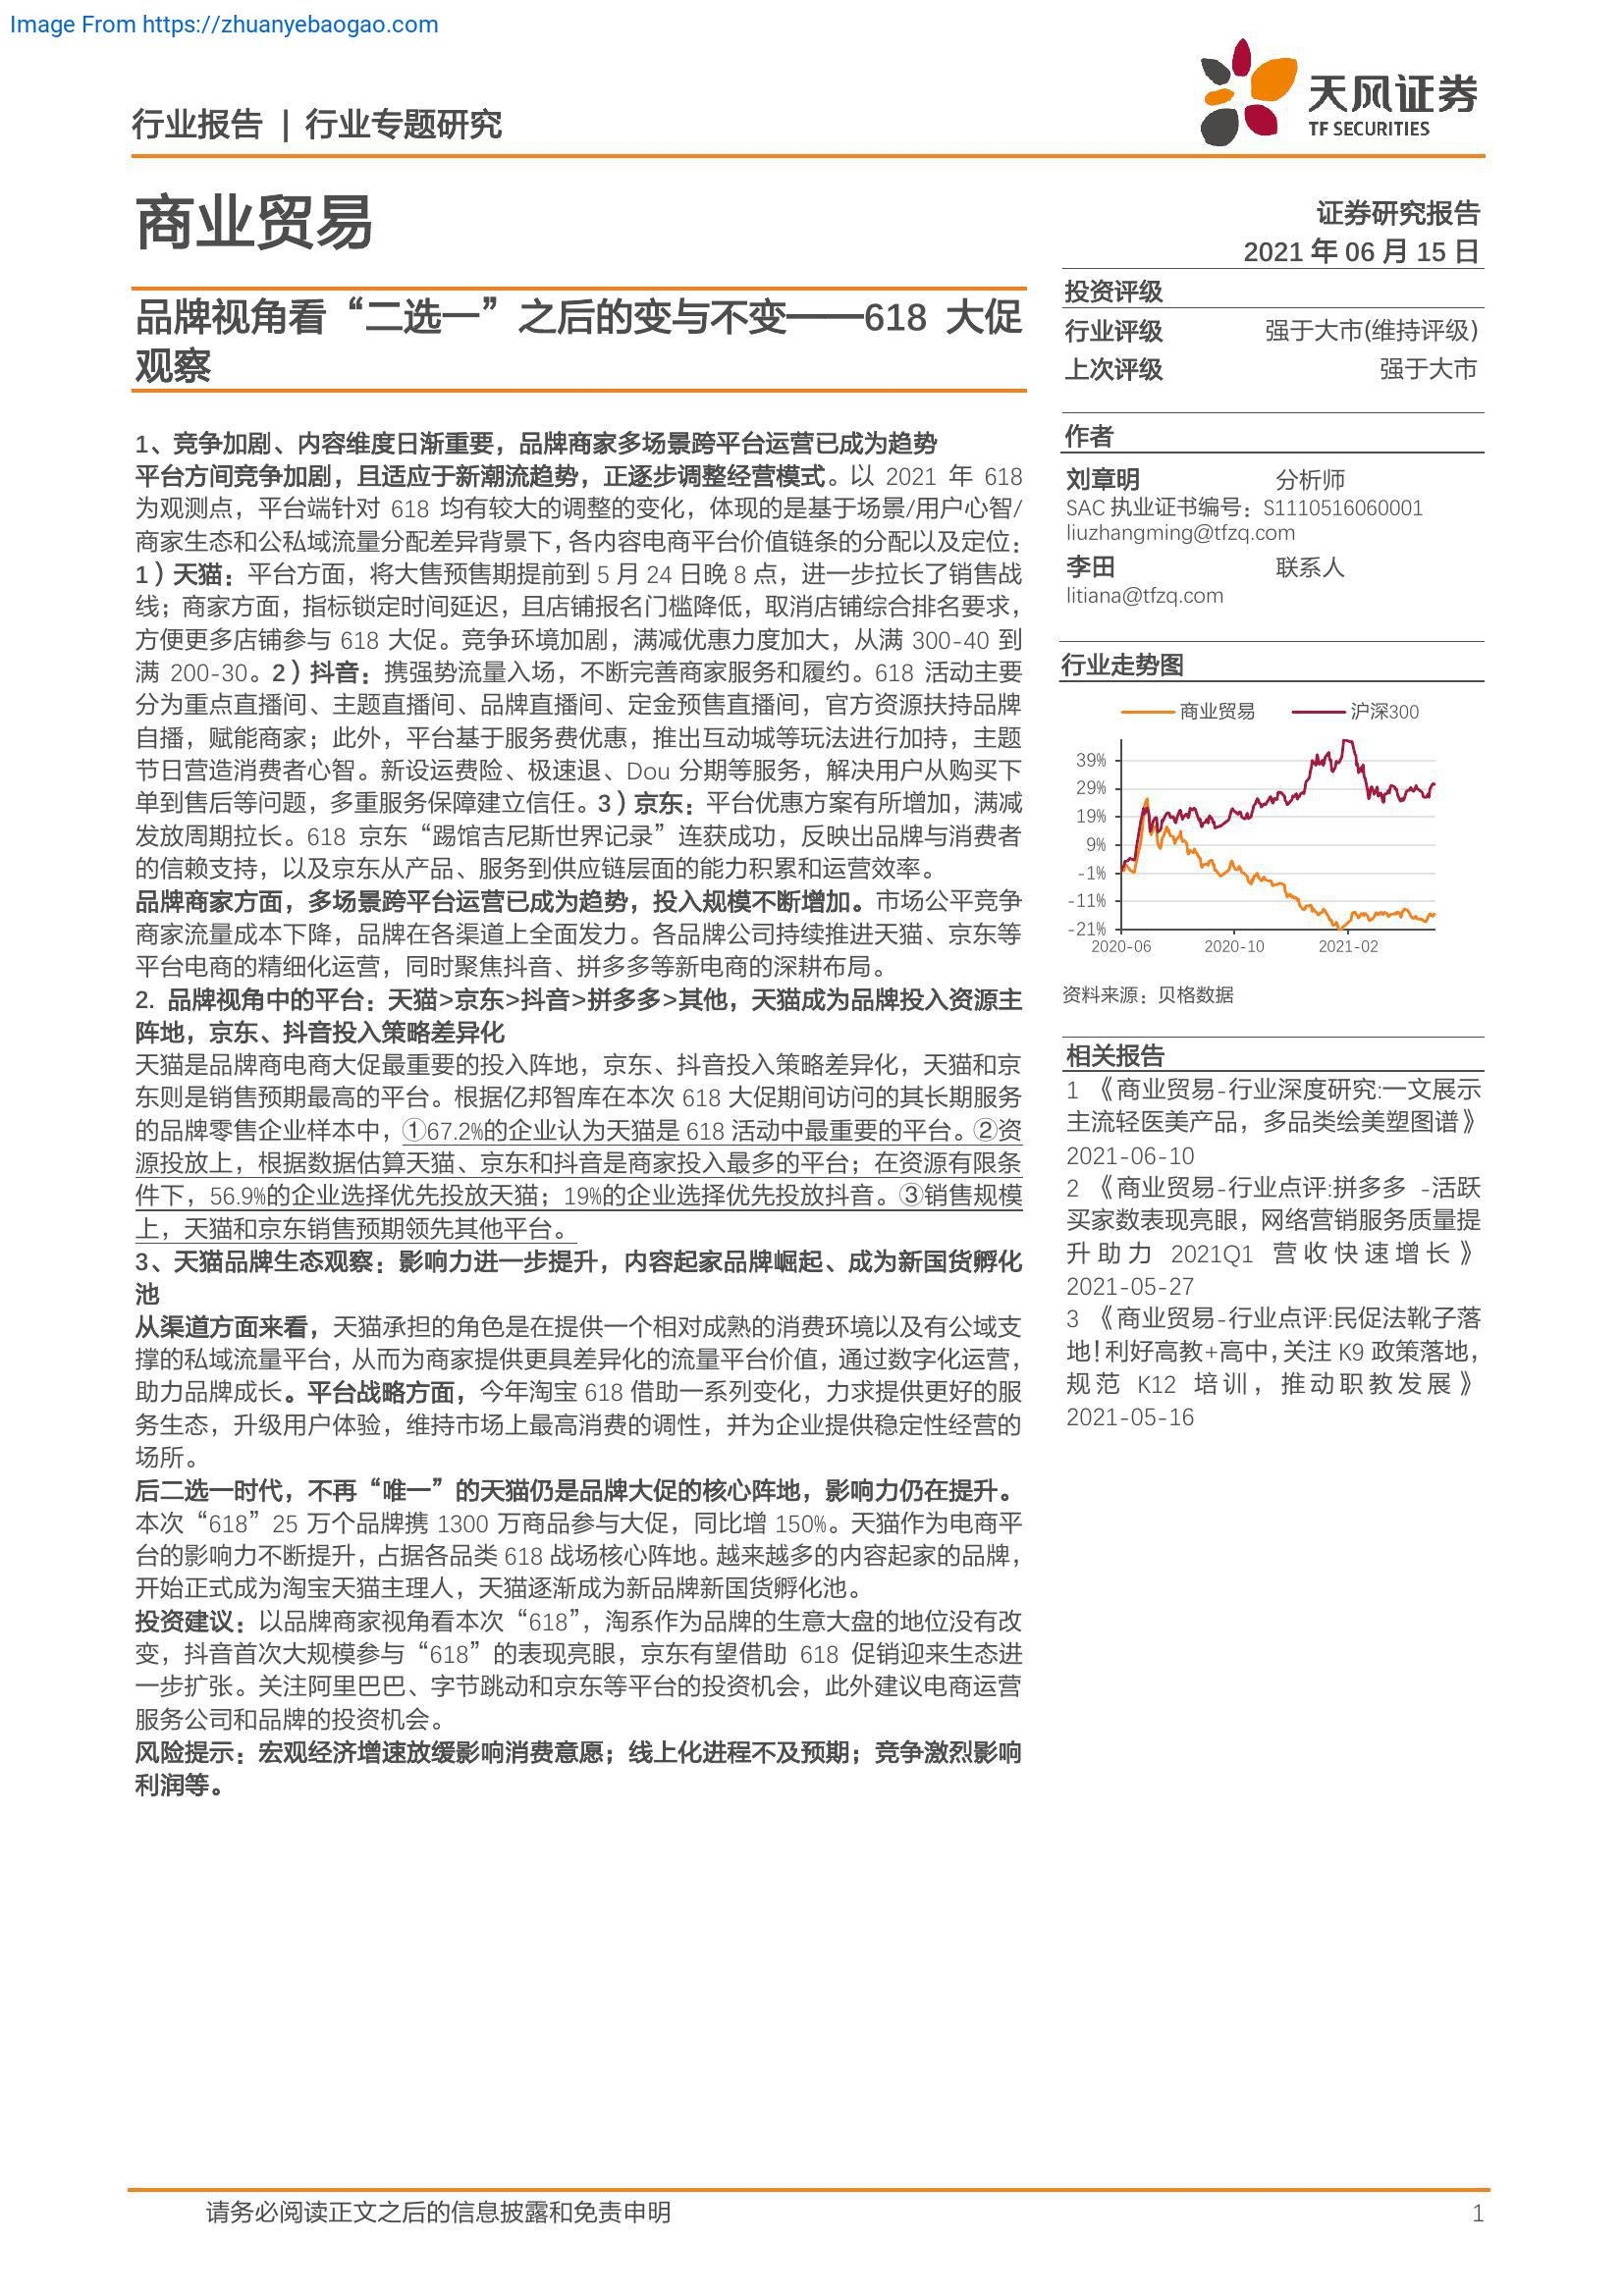 Image From https://zhuanyebaogao.com
行业报告 | 行业专题研究
天风证券
TF SECURITIES
商业贸易
证券研究报告
2021 年 06 月 15 日
品牌视角看“二选一”之后的变与不变——618 大促
观察
1、竞争加剧、内容维度日渐重要，品牌商家多场景跨平台运营已成为趋势
平台方间竞争加剧，且适应于新潮流趋势，正逐步调整经营模式。以 2021 年 618
为观测点，平台端针对 618 均有较大的调整的变化，体现的是基于场景/用户心智/
商家生态和公私域流量分配差异背景下，各内容电商平台价值链条的分配以及定位：
1）天猫：平台方面，将大售预售期提前到 5 月 24 日晚 8 点，进一步拉长了销售战
线；商家方面，指标锁定时间延迟，且店铺报名门槛降低，取消店铺综合排名要求，
方便更多店铺参与 618 大促。竞争环境加剧，满减优惠力度加大，从满 300-40 到
满 200-30。2）抖音：携强势流量入场，不断完善商家服务和履约。618 活动主要
分为重点直播间、主题直播间、品牌直播间、定金预售直播间，官方资源扶持品牌
自播，赋能商家；此外，平台基于服务费优惠，推出互动城等玩法进行加持，主题
节日营造消费者心智。新设运费险、极速退、Dou 分期等服务，解决用户从购买下
单到售后等问题，多重服务保障建立信任。3）京东：平台优惠方案有所增加，满减
发放周期拉长。618 京东“踢馆吉尼斯世界记录”连获成功，反映出品牌与消费者
的信赖支持，以及京东从产品、服务到供应链层面的能力积累和运营效率。
品牌商家方面，多场景跨平台运营已成为趋势，投入规模不断增加。市场公平竞争
商家流量成本下降，品牌在各渠道上全面发力。各品牌公司持续推进天猫、京东等
平台电商的精细化运营，同时聚焦抖音、拼多多等新电商的深耕布局。
2. 品牌视角中的平台：天猫>京东>抖音>拼多多>其他，天猫成为品牌投入资源主
阵地，京东、抖音投入策略差异化
天猫是品牌商电商大促最重要的投入阵地，京东、抖音投入策略差异化，天猫和京
东则是销售预期最高的平台。根据亿邦智库在本次 618 大促期间访问的其长期服务
的品牌零售企业样本中，①67.2%的企业认为天猫是 618 活动中最重要的平台。②资
源投放上，根据数据估算天猫、京东和抖音是商家投入最多的平台；在资源有限条
件下，56.9%的企业选择优先投放天猫；19%的企业选择优先投放抖音。③销售规模
上，天猫和京东销售预期领先其他平台。
3、天猫品牌生态观察：影响力进一步提升，内容起家品牌崛起、成为新国货孵化
池
从渠道方面来看，天猫承担的角色是在提供一个相对成熟的消费环境以及有公域支
撑的私域流量平台，从而为商家提供更具差异化的流量平台价值，通过数字化运营，
助力品牌成长。平台战略方面，今年淘宝 618 借助一系列变化，力求提供更好的服
务生态，升级用户体验，维持市场上最高消费的调性，并为企业提供稳定性经营的
场所。
后二选一时代，不再“唯一”的天猫仍是品牌大促的核心阵地，影响力仍在提升。
本次“618”25 万个品牌携 1300 万商品参与大促，同比增 150%。天猫作为电商平
台的影响力不断提升，占据各品类 618 战场核心阵地。越来越多的内容起家的品牌，
开始正式成为淘宝天猫主理人，天猫逐渐成为新品牌新国货孵化池。
投资建议：以品牌商家视角看本次“618”，淘系作为品牌的生意大盘的地位没有改
变，抖音首次大规模参与“618”的表现亮眼，京东有望借助 618 促销迎来生态进
一步扩张。关注阿里巴巴、字节跳动和京东等平台的投资机会，此外建议电商运营
服务公司和品牌的投资机会。
风险提示：宏观经济增速放缓影响消费意愿；线上化进程不及预期；竞争激烈影响
利润等。
投资评级
行业评级 强于大市(维持评级)
上次评级 强于大市
作者
刘章明 分析师
SAC 执业证书编号：S1110516060001
liuzhangming@tfzq.com
李田 联系人
litiana@tfzq.com
行业走势图
商业贸易 沪深300
39%
29%
19%
9%
-1%
-11%
-21%
2020-06 2020-10 2021-02
资料来源：贝格数据
相关报告
1 《商业贸易-行业深度研究:一文展示
主流轻医美产品，多品类绘美塑图谱》
2021-06-10
2 《商业贸易-行业点评:拼多多 -活跃
买家数表现亮眼，网络营销服务质量提
升助力 2021Q1 营收快速增长》
2021-05-27
3 《商业贸易-行业点评:民促法靴子落
地！利好高教+高中，关注 K9 政策落地，
规范 K12 培训，推动职教发展》
2021-05-16
请务必阅读正文之后的信息披露和免责申明 1